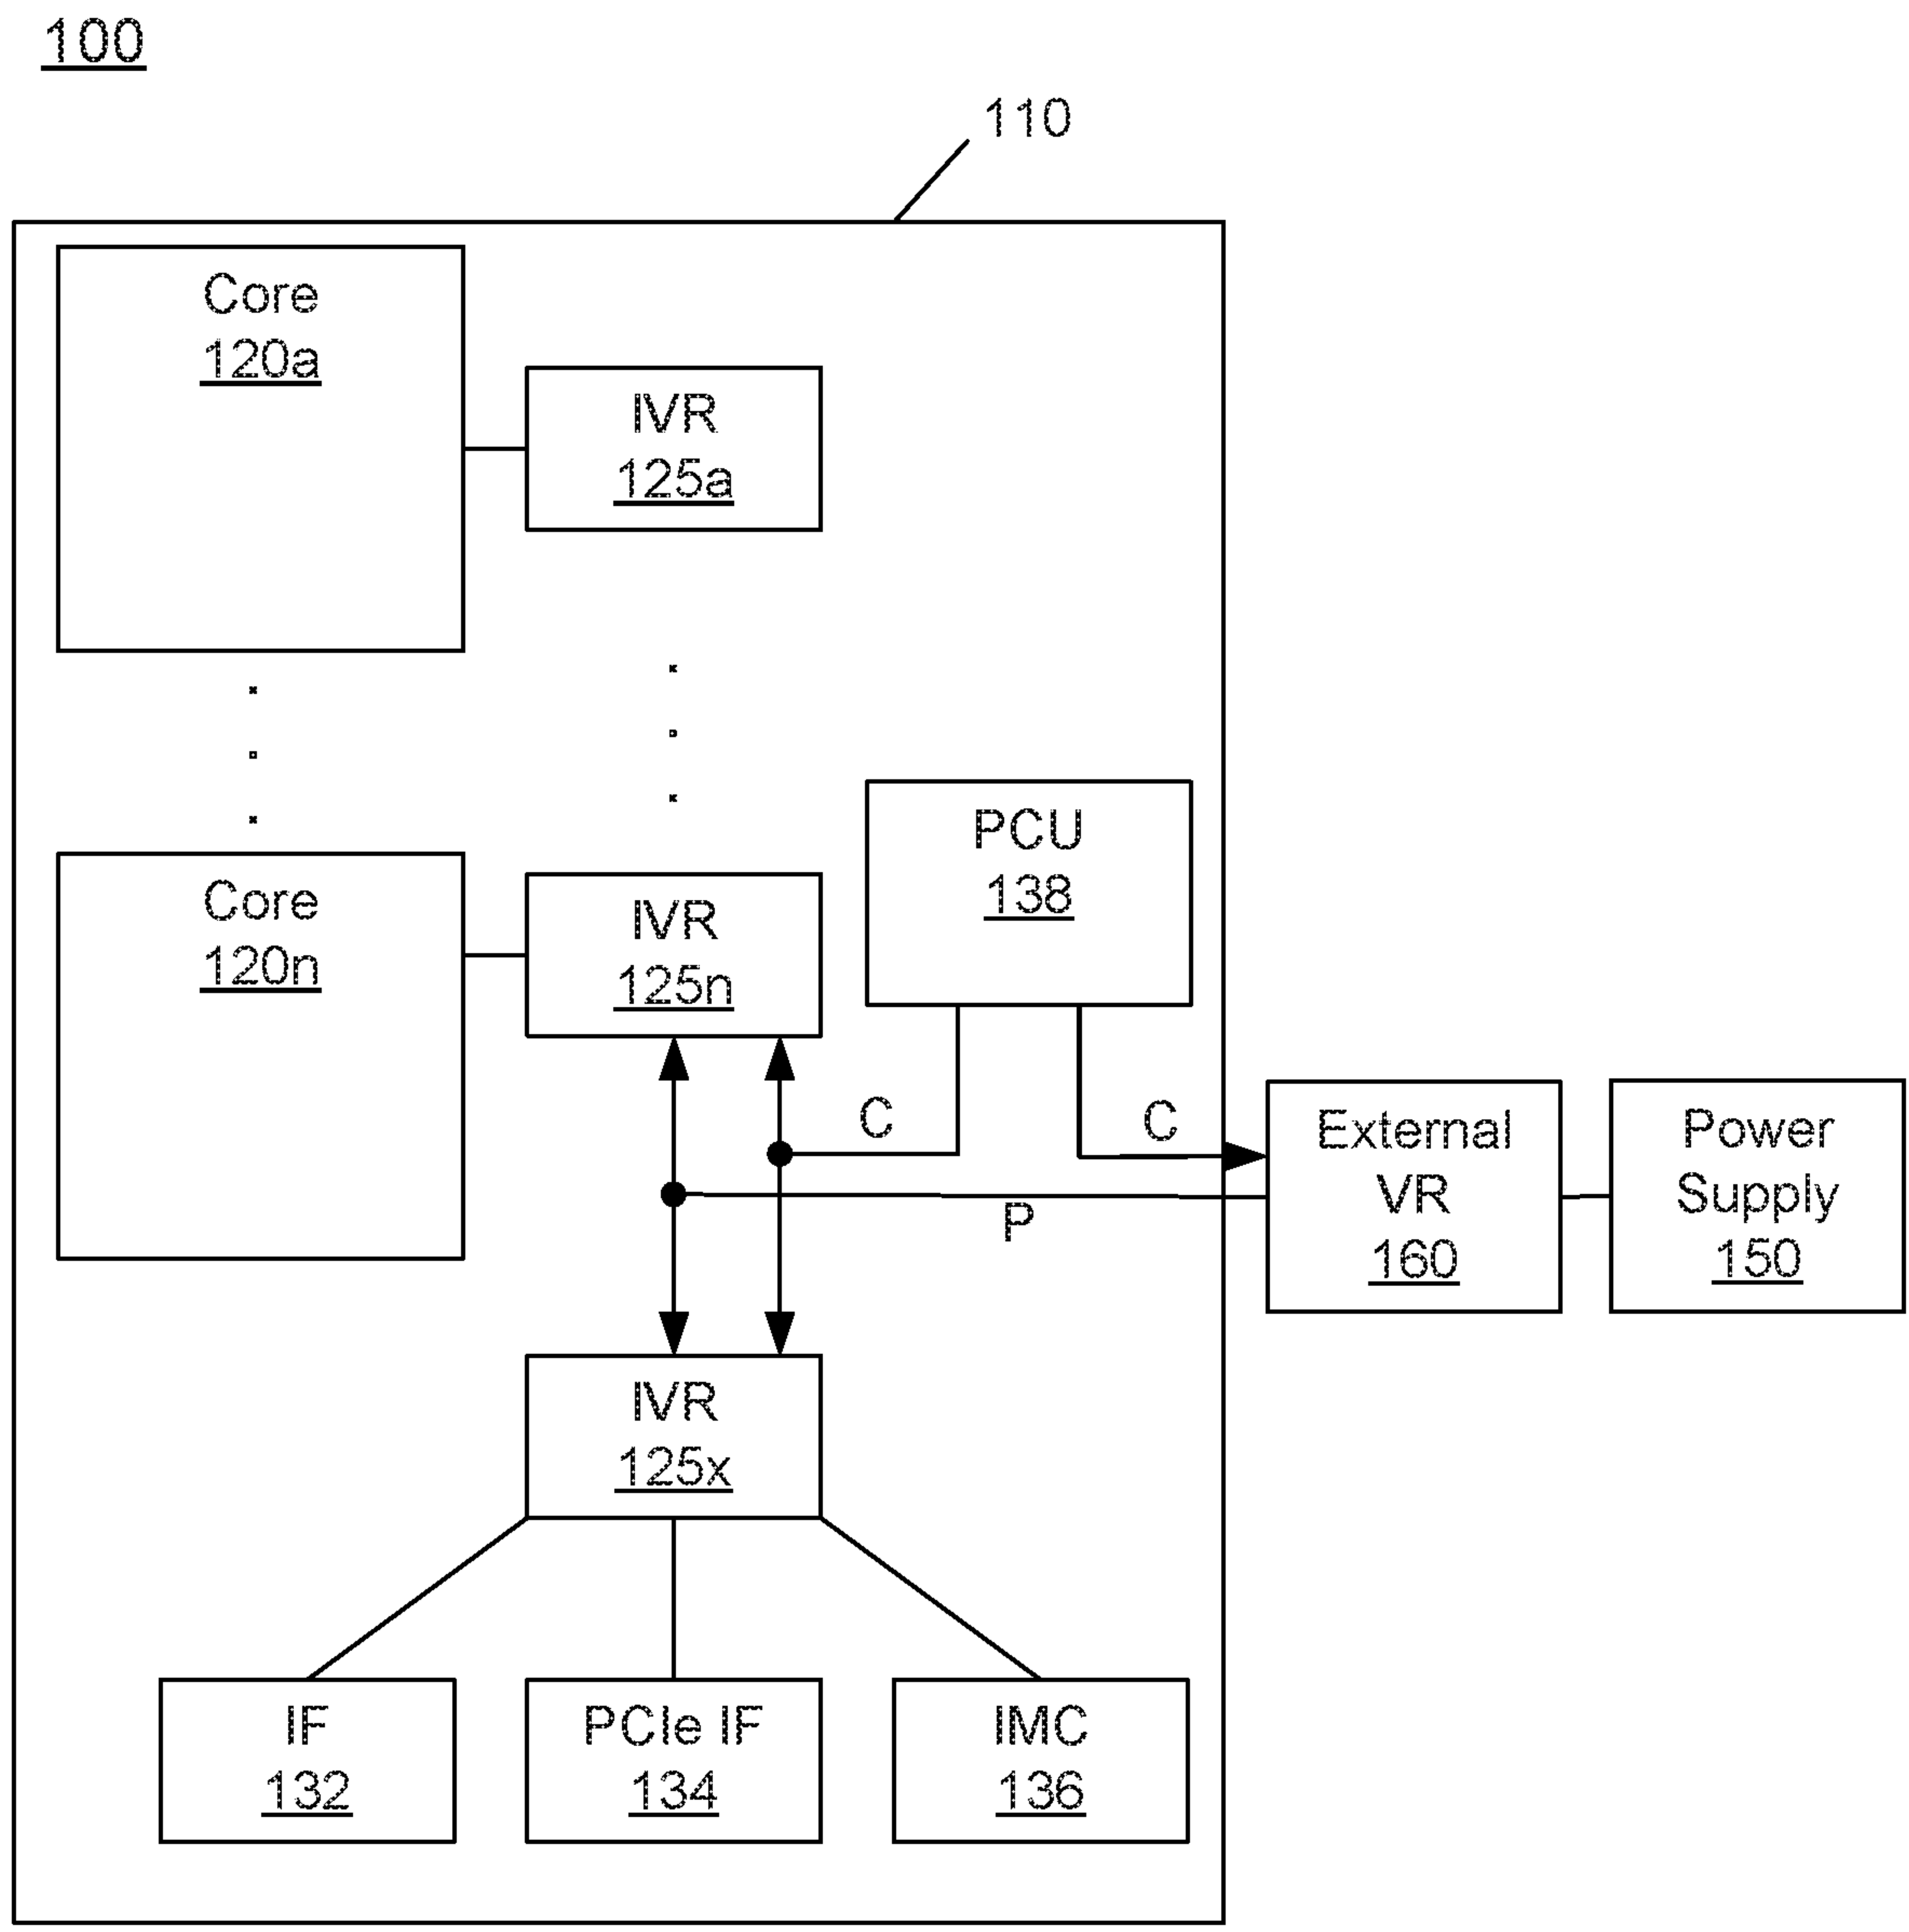 100
110
Core
120a
IVR
125a
PCU
138
Core
120n
IVR
125n
C
C
P
External
VR
160
Power
Supply
150
IVR
125x
IF
132
PCIe IF
134
IMC
136